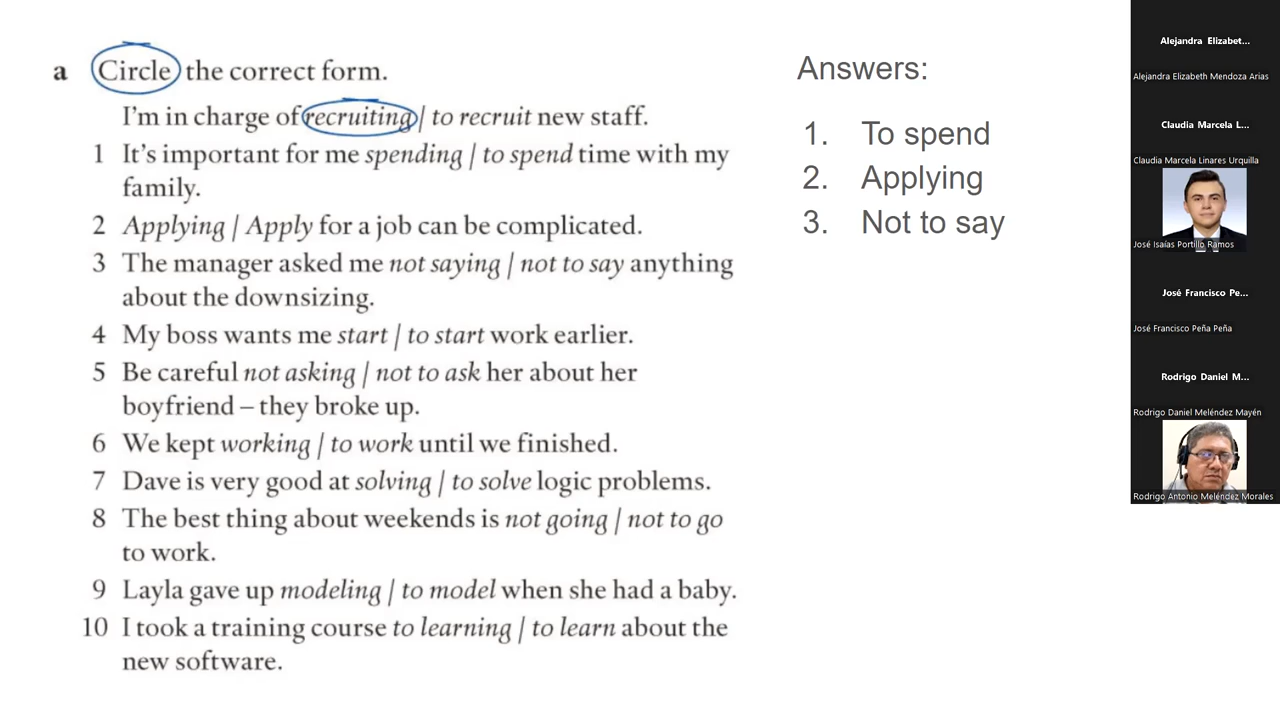 a Circle the correct form.
I'm in charge of recruiting | to recruit new staff.
1 It's important for me spending | to spend time with my
family.
2 Applying | Apply for a job can be complicated.
3 The manager asked me not saying | not to say anything
about the downsizing.
4 My boss wants me start | to start work earlier.
5 Be careful not asking | not to ask her about her
boyfriend – they broke up.
6 We kept working | to work until we finished.
7 Dave is very good at solving | to solve logic problems.
8 The best thing about weekends is not going | not to go
to work.
9 Layla gave up modeling | to model when she had a baby.
10 I took a training course to learning | to learn about the
new software.
Answers:
1. To spend
2. Applying
3. Not to say
Alejandra Elizabet...
Alejandra Elizabeth Mendoza Arias
Claudia Marcela L...
Claudia Marcela Linares Urquilla
José Isaías Portillo Ramos
José Francisco Pe...
José Francisco Peña Peña
Rodrigo Daniel M...
Rodrigo Daniel Meléndez Mayén
Rodrigo Antonio Meléndez Morales